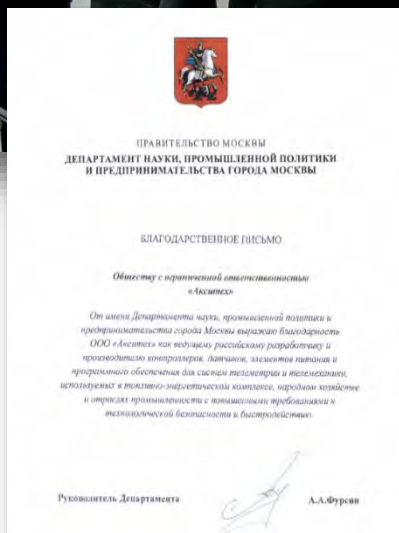 ПРАВИТЕЛЬСТВО МОСКВЫ
ДЕПАРТАМЕНТ НАУКИ, ПРОМЫШЛЕННОЙ ПОЛИТИКИ
И ПРЕДПРИНИМАТЕЛЬСТВА ГОРОДА МОСКВЫ
БЛАГОДАРСТВЕННОЕ ПИСЬМО
Обществу с ограниченной ответственностью
«Акситех»
От имени Департамента науки, промышленной политики и
предпринимательства города Москвы выражаю благодарность
ООО «Акситех» как ведущему российскому разработчику и
производителю контроллеров, датчиков, элементов питания и
программного обеспечения для систем телеметрии и телемеханики,
используемых в топливно-энергетическом комплексе, народном хозяйстве
и отраслях промышленности с повышенными требованиями к
технологической безопасности и быстродействию.
Руководитель Департамента А.А.Фурсин